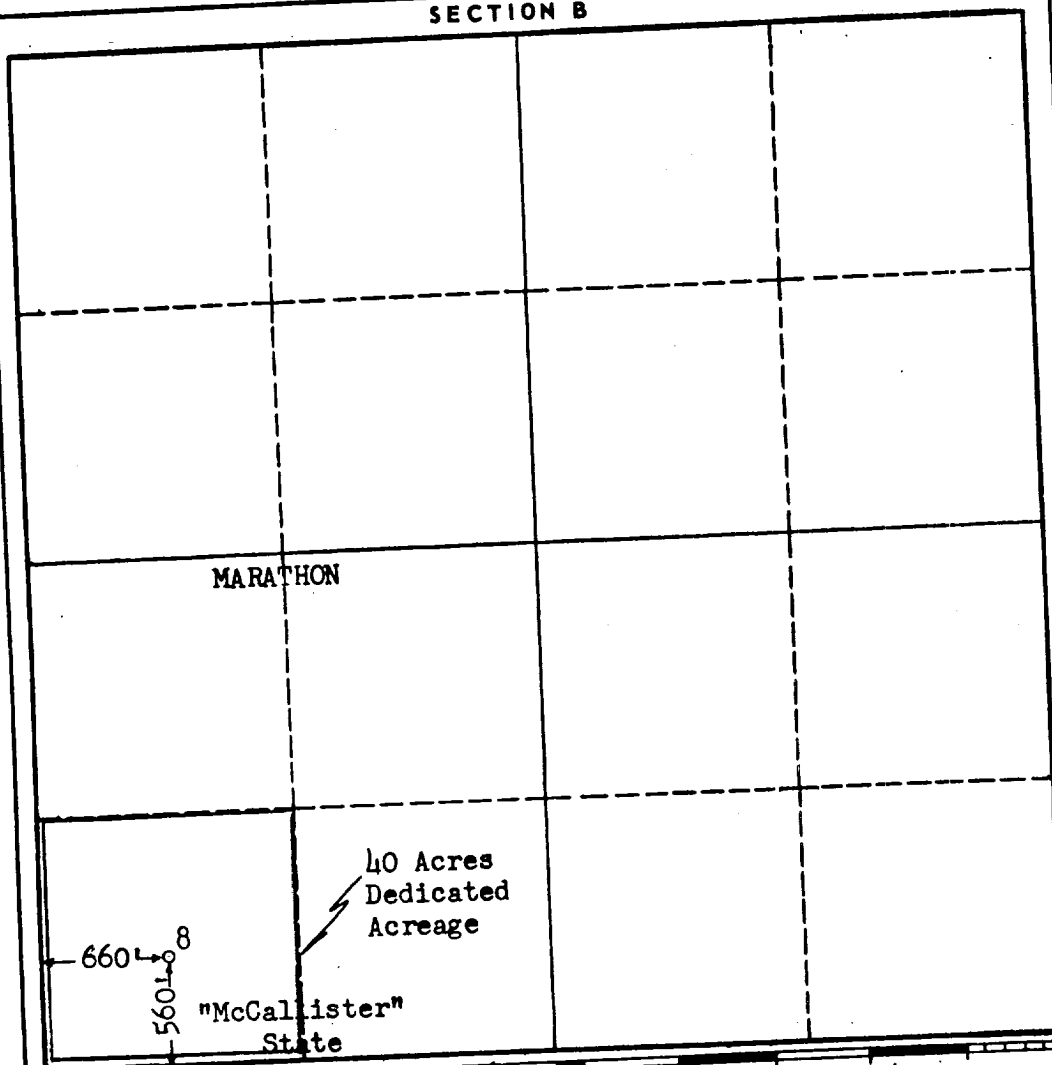 SECTION B
MARATHON
40 Acres
Dedicated
Acreage
8
660'
560'
"McCallister"
State